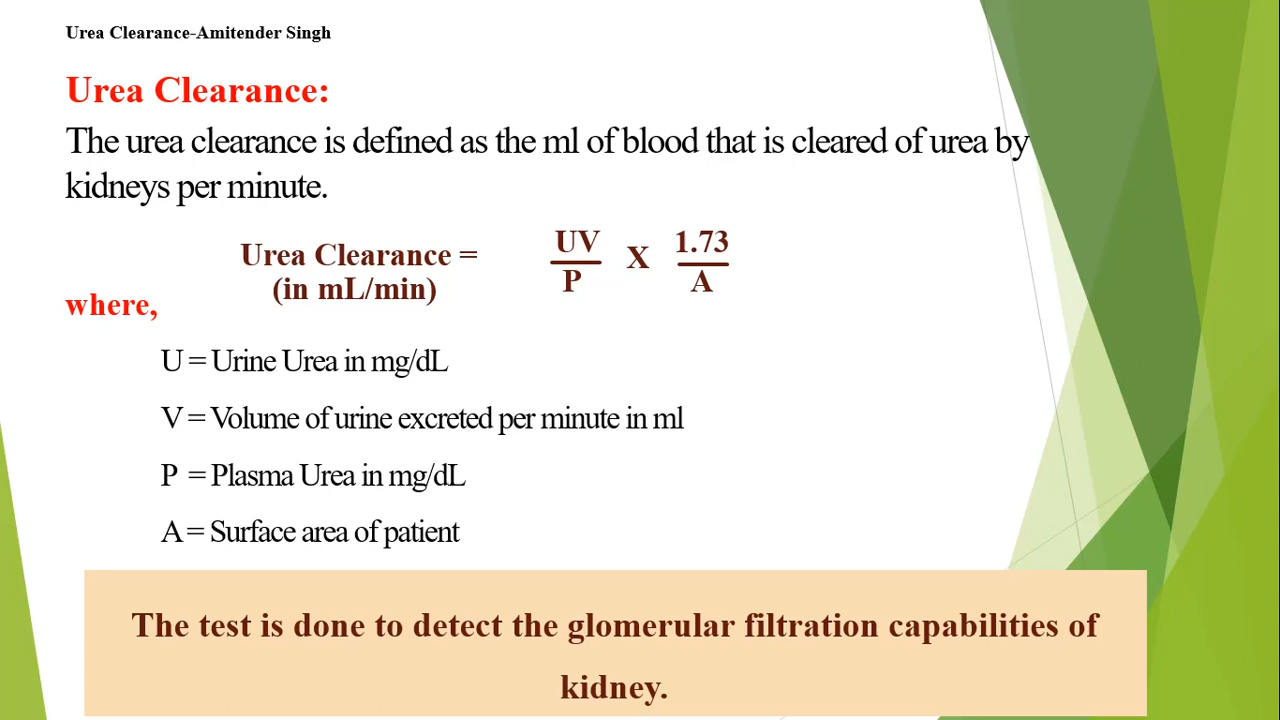 Urea Clearance-Amitender Singh
Urea Clearance:
The urea clearance is defined as the ml of blood that is cleared of urea by
kidneys per minute.
Urea Clearance = UV/P X 1.73/A
(in mL/min)
where,
U = Urine Urea in mg/dL
V = Volume of urine excreted per minute in ml
P = Plasma Urea in mg/dL
A = Surface area of patient
The test is done to detect the glomerular filtration capabilities of
kidney.